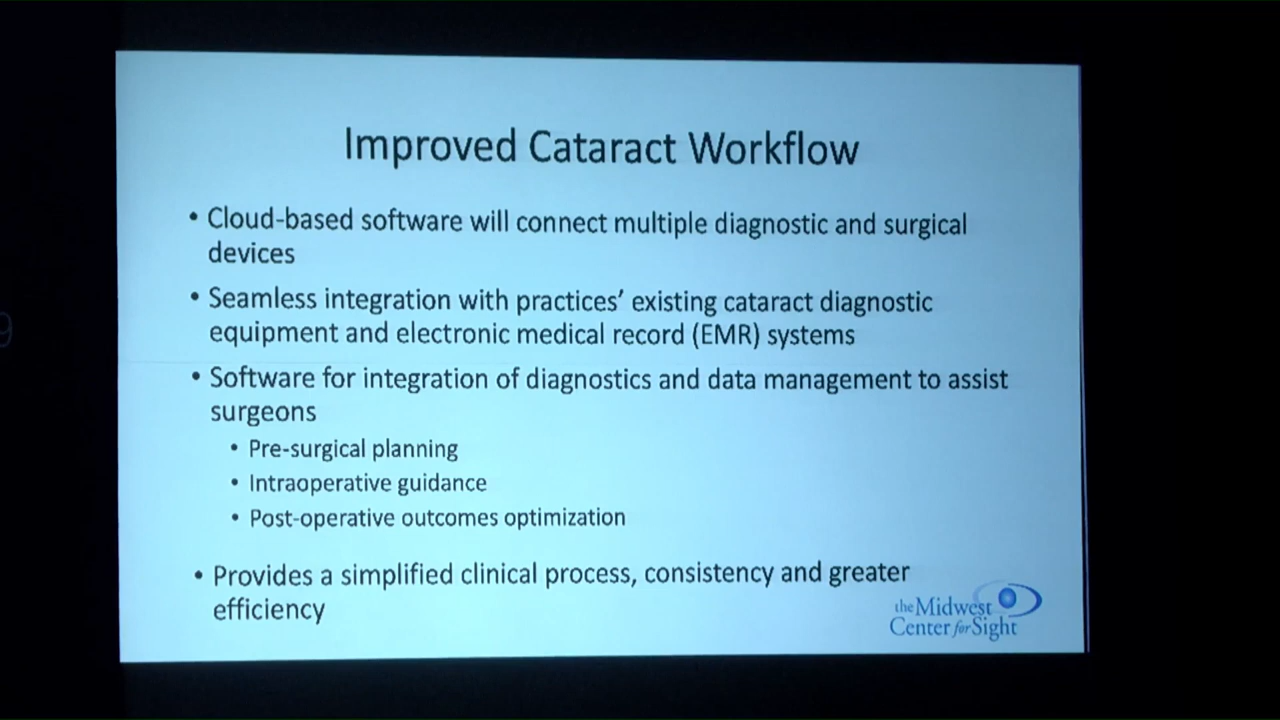 Improved Cataract Workflow
• Cloud-based software will connect multiple diagnostic and surgical
devices
• Seamless integration with practices’ existing cataract diagnostic
equipment and electronic medical record (EMR) systems
• Software for integration of diagnostics and data management to assist
surgeons
• Pre-surgical planning
• Intraoperative guidance
• Post-operative outcomes optimization
• Provides a simplified clinical process, consistency and greater
efficiency
the Midwest
Center for Sight
9